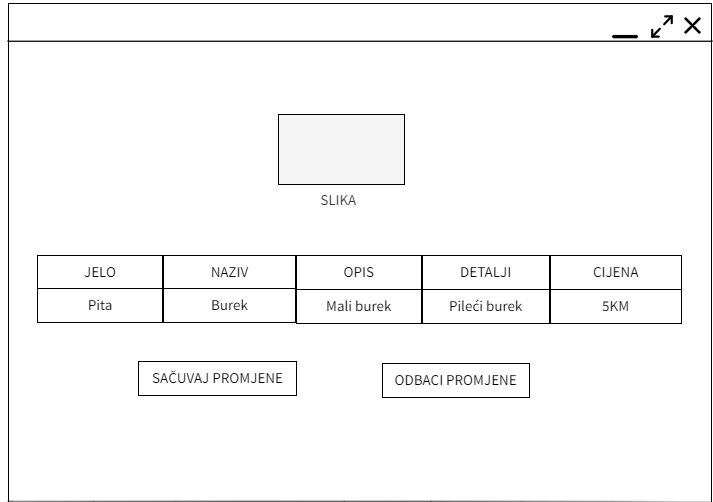 SLIKA
JELO NAZIV OPIS DETALJI CIJENA
Pita Burek Mali burek Pileći burek 5KM
SAČUVAJ PROMJENE ODBACI PROMJENE